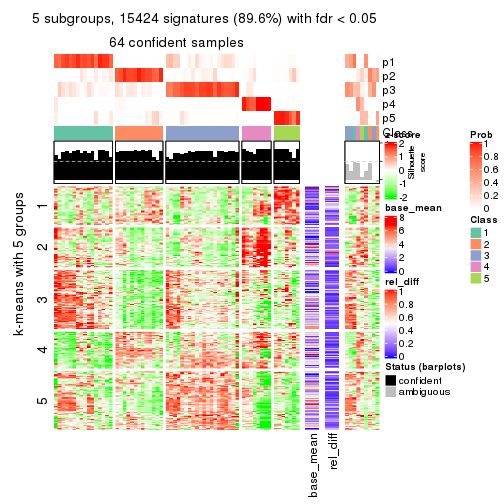 5 subgroups, 15424 signatures (89.6%) with fdr < 0.05
64 confident samples
p1
p2
p3
p4
p5
Class
1
0.5
0
Silhouette
score
k-means with 5 groups
1
2
3
4
5
base_mean
rel_diff
z-score
2
1
0
-1
-2
base_mean
8
6
4
2
0
rel_diff
1
0.8
0.6
0.4
0.2
0
Status (barplots)
confident
ambiguous
Prob
1
0.8
0.6
0.4
0.2
0
Class
1
2
3
4
5